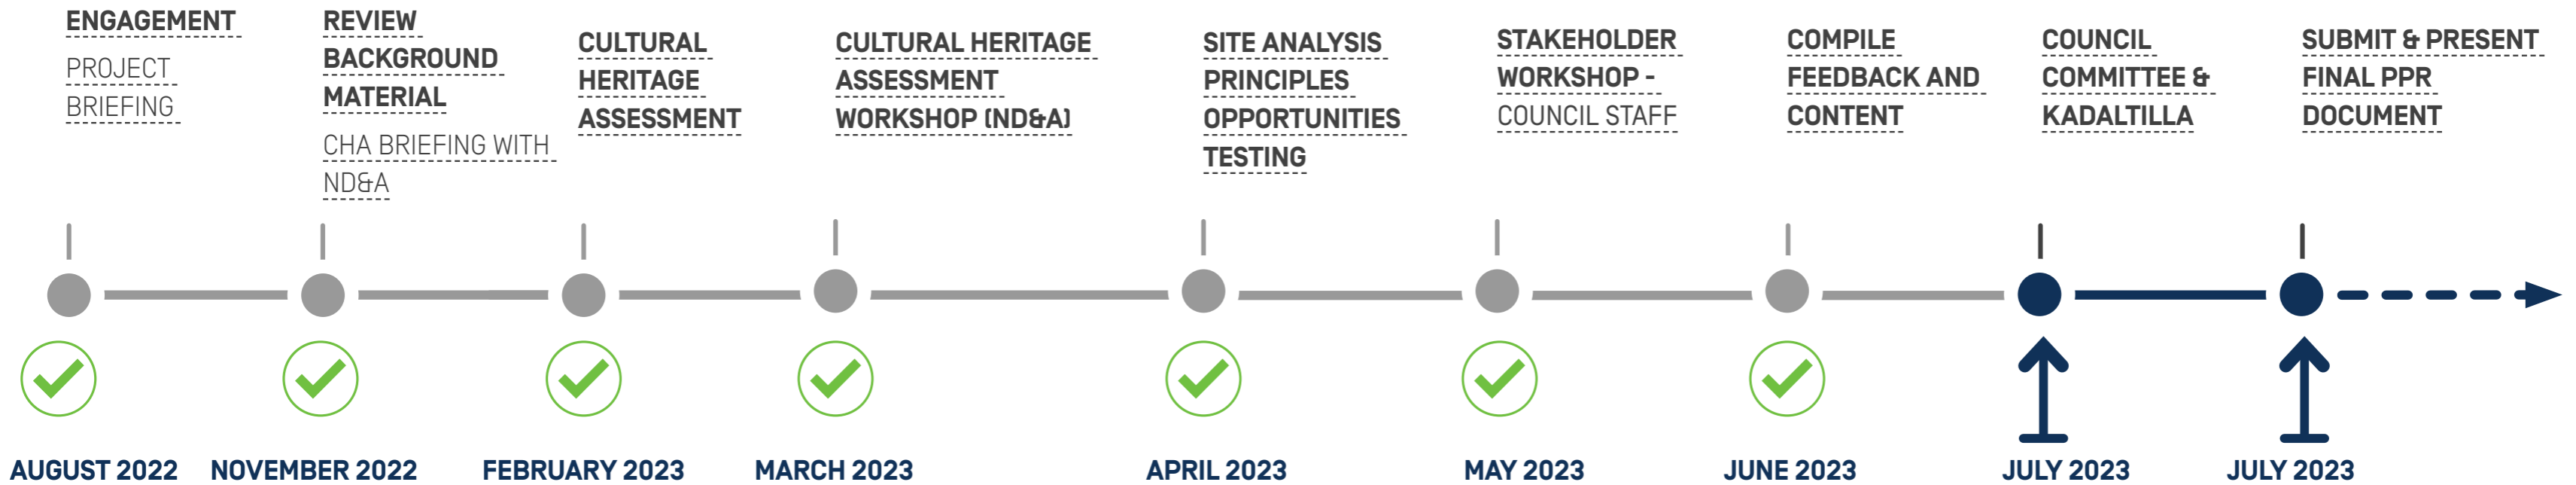 ENGAGEMENT
PROJECT
BRIEFING
REVIEW
BACKGROUND
MATERIAL
CHA BRIEFING WITH
ND&A
CULTURAL
HERITAGE
ASSESSMENT
CULTURAL HERITAGE
ASSESSMENT
WORKSHOP (ND&A)
SITE ANALYSIS
PRINCIPLES
OPPORTUNITIES
TESTING
STAKEHOLDER
WORKSHOP -
COUNCIL STAFF
COMPILE
FEEDBACK AND
CONTENT
COUNCIL
COMMITTEE &
KADALTILLA
SUBMIT & PRESENT
FINAL PPR
DOCUMENT
AUGUST 2022
NOVEMBER 2022
FEBRUARY 2023
MARCH 2023
APRIL 2023
MAY 2023
JUNE 2023
JULY 2023
JULY 2023